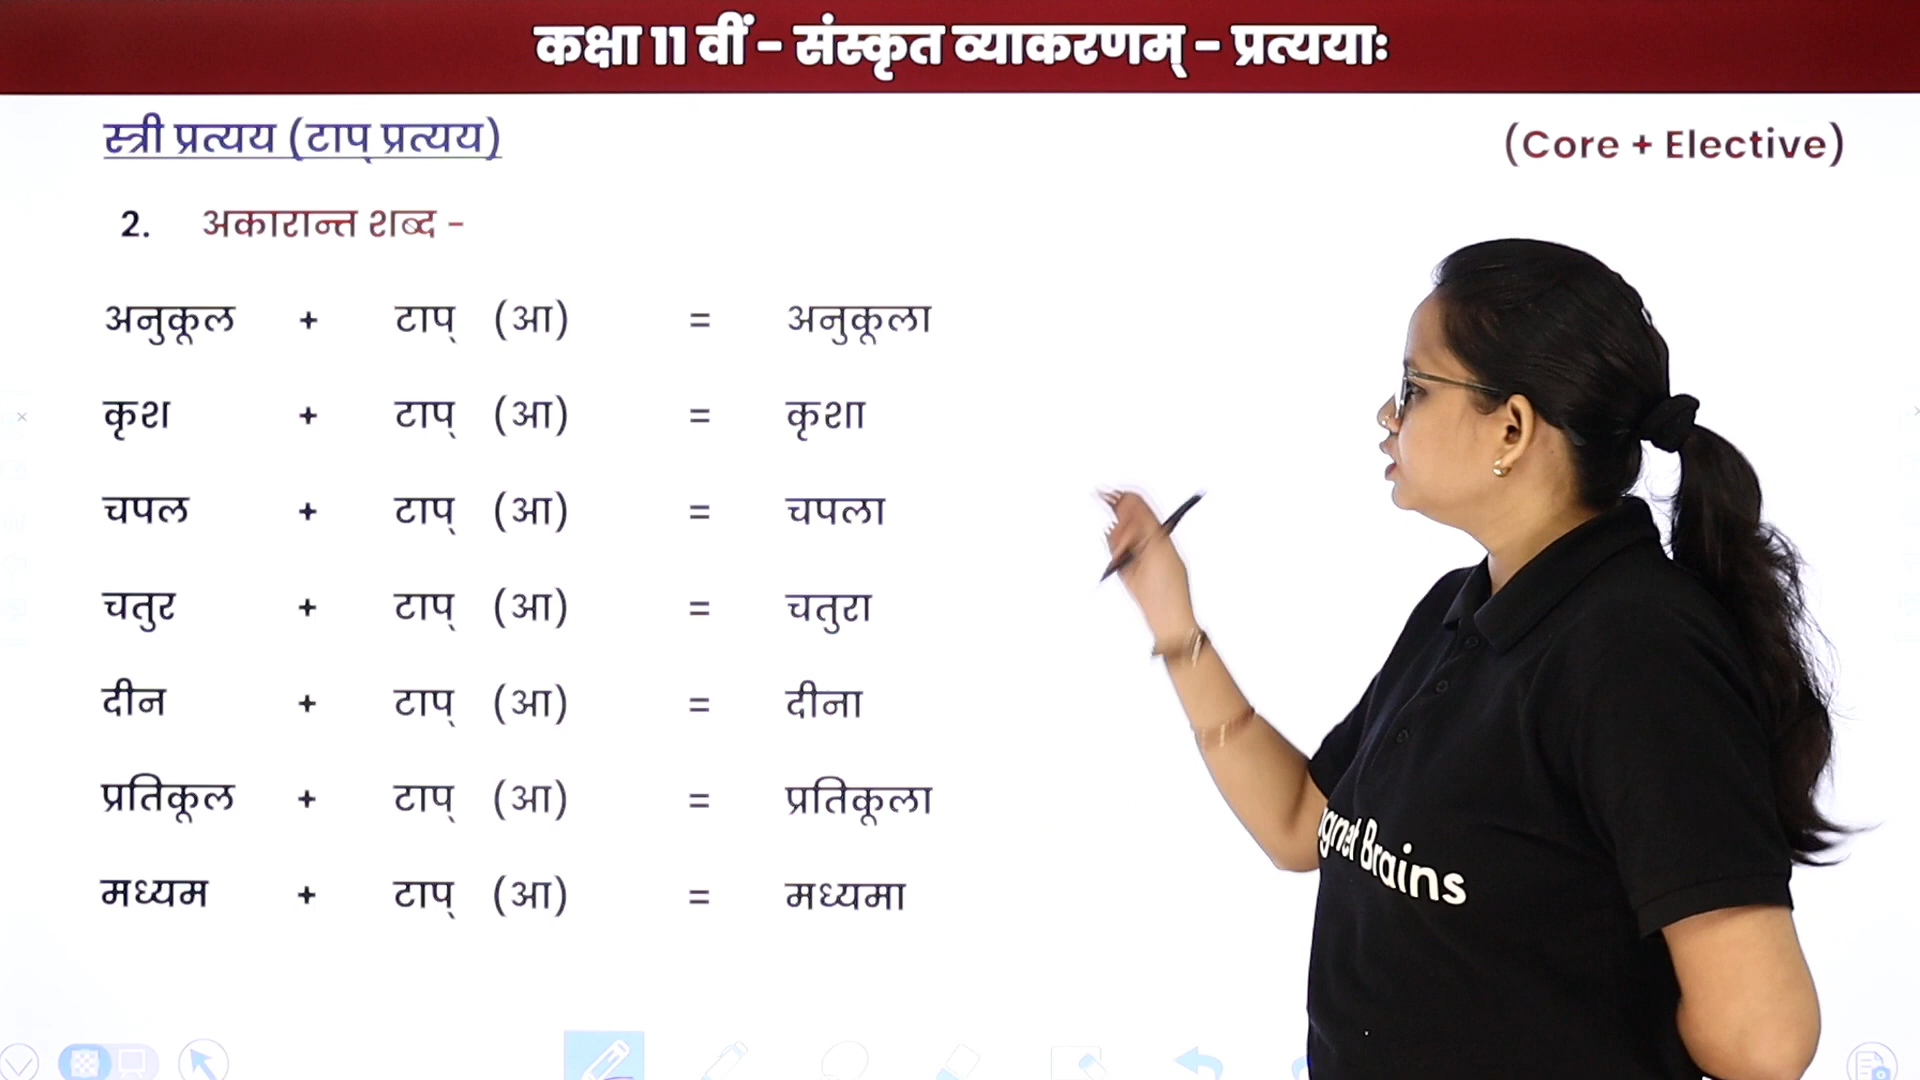 कक्षा 11 वीं - संस्कृत व्याकरणम् - प्रत्ययाः
स्त्री प्रत्यय (टाप् प्रत्यय)
(Core + Elective)
2. अकारान्त शब्द -
अनुकूल + टाप् (आ) = अनुकूला
कृश + टाप् (आ) = कृशा
चपल + टाप् (आ) = चपला
चतुर + टाप् (आ) = चतुरा
दीन + टाप् (आ) = दीना
प्रतिकूल + टाप् (आ) = प्रतिकूला
मध्यम + टाप् (आ) = मध्यमा
Brains